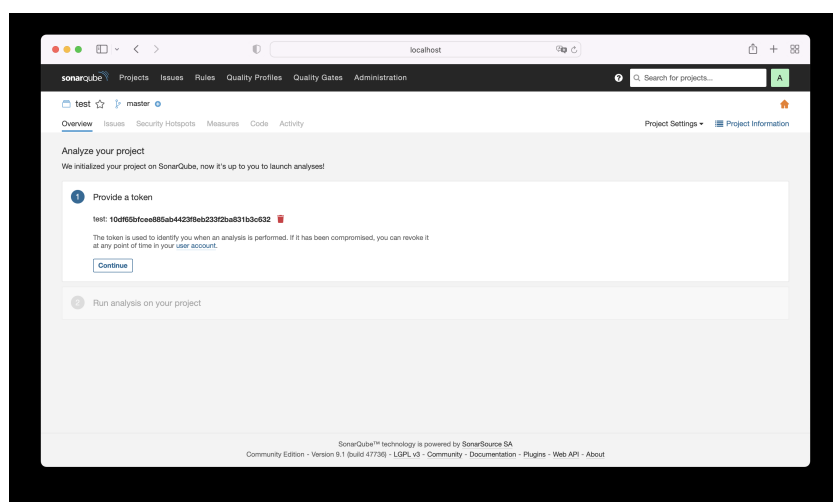 localhost
sonarqube Projects Issues Rules Quality Profiles Quality Gates Administration ? Search for projects... A
test master
Overview Issues Security Hotspots Measures Code Activity Project Settings Project Information
Analyze your project
We initialized your project on SonarQube, now it's up to you to launch analyses!
1 Provide a token
test: 10df65bfcee885ab4423f8eb233f2ba831b3c632
The token is used to identify you when an analysis is performed. If it has been compromised, you can revoke it
at any point of time in your user account.
Continue
2 Run analysis on your project
SonarQube™ technology is powered by SonarSource SA
Community Edition - Version 9.1 (build 47736) - LGPL v3 - Community - Documentation - Plugins - Web API - About